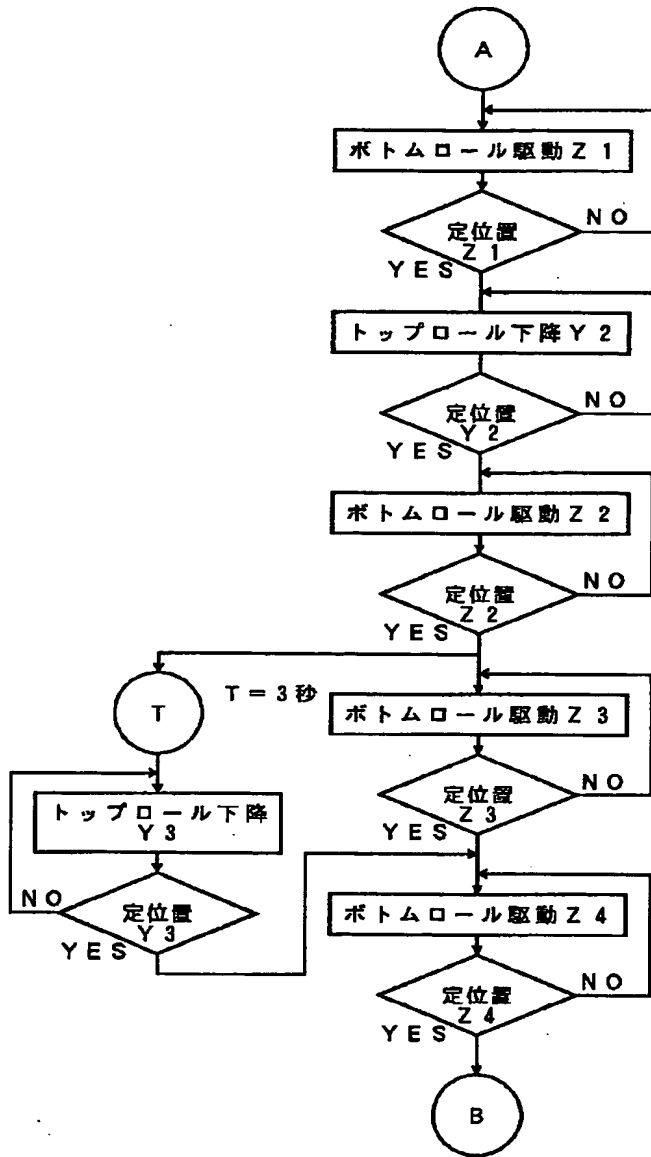 A
ボトムロール駆動Z1
定位置
Z1
NO
YES
トップロール下降Y2
定位置
Y2
NO
YES
ボトムロール駆動Z2
定位置
Z2
NO
YES
T
T=3秒
ボトムロール駆動Z3
定位置
Z3
NO
YES
トップロール下降
Y3
定位置
Y3
NO
YES
ボトムロール駆動Z4
定位置
Z4
NO
YES
B